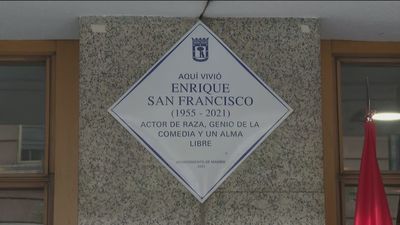 AQUÍ VIVIÓ
ENRIQUE
SAN FRANCISCO
(1955 - 2021)
ACTOR DE RAZA, GENIO DE LA
COMEDIA Y UN ALMA
LIBRE
AYUNTAMIENTO DE MADRID